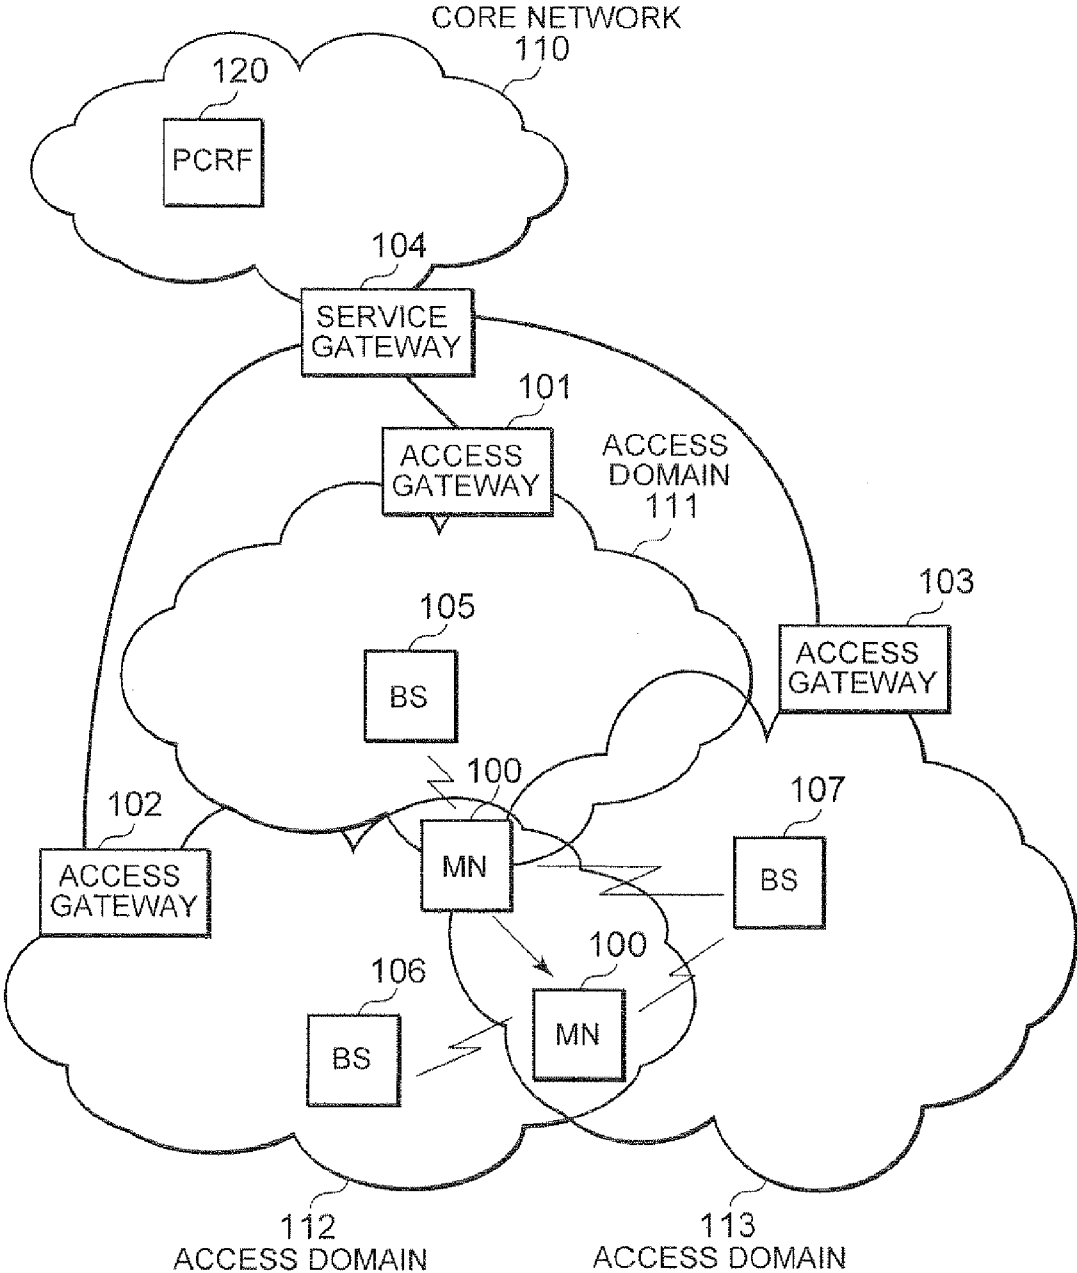 CORE NETWORK
110
120
PCRF
104
SERVICE
GATEWAY
101
ACCESS
GATEWAY
ACCESS
DOMAIN
111
103
ACCESS
GATEWAY
105
BS
100
MN
107
BS
102
ACCESS
GATEWAY
100
MN
106
BS
112
ACCESS DOMAIN
113
ACCESS DOMAIN